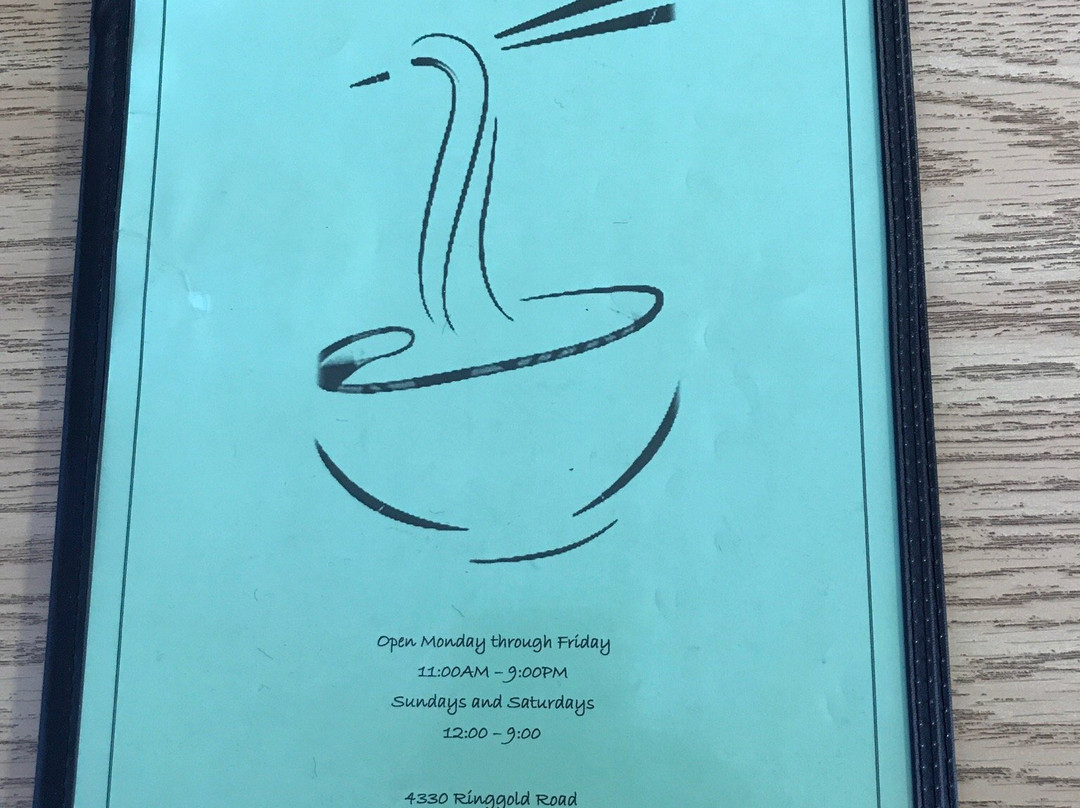 Open Monday through Friday
11:00AM – 9:00PM
Sundays and Saturdays
12:00 – 9:00
4330 Ringgold Road